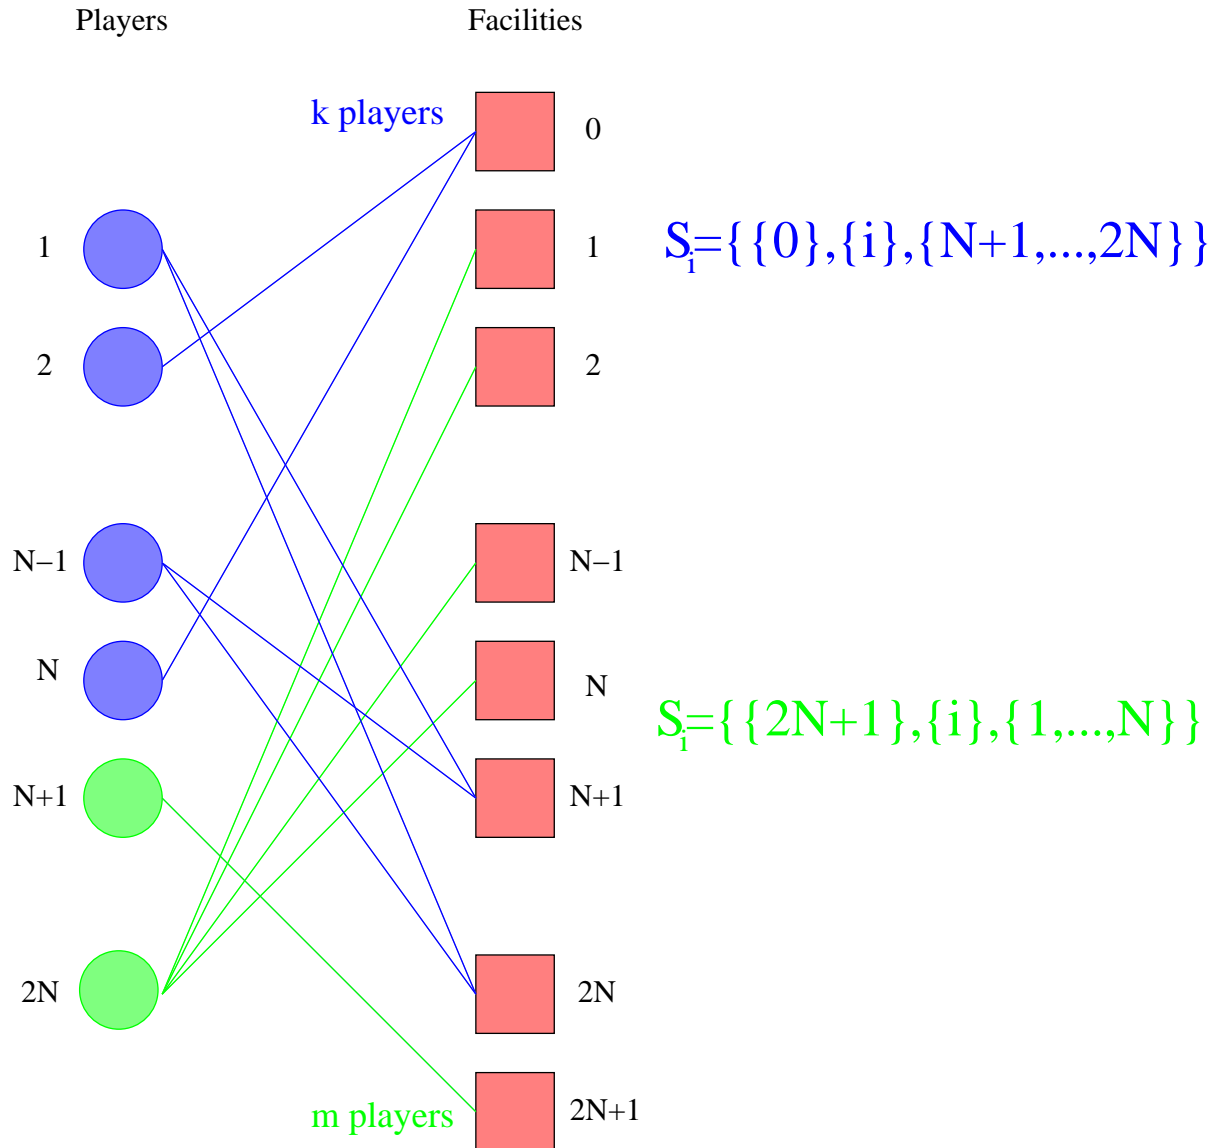 Players Facilities
k players 0
1 1 S_i={{0},{i},{N+1,...,2N}}
2 2
N−1 N−1
N N
S_i={{2N+1},{i},{1,...,N}}
N+1 N+1
2N 2N
m players 2N+1